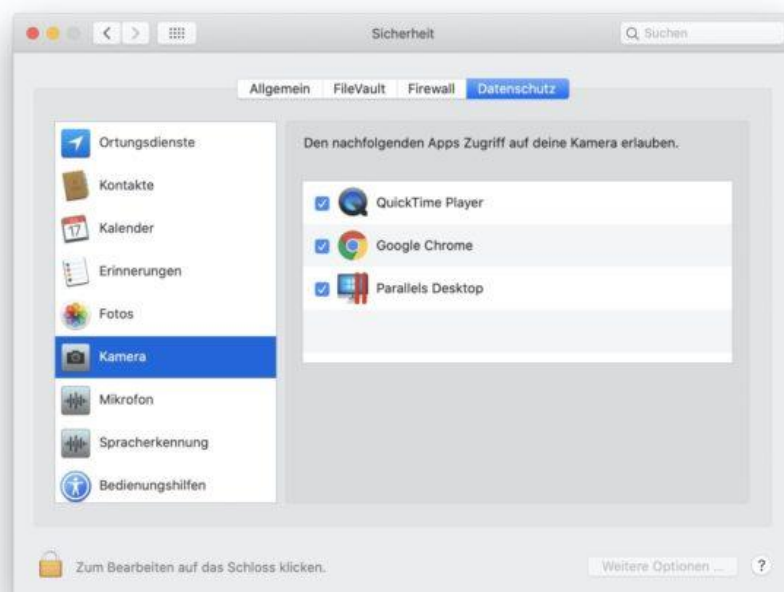 Sicherheit
Suchen
Allgemein FileVault Firewall Datenschutz
Ortungsdienste
Kontakte
17
Kalender
Erinnerungen
Fotos
Kamera
Mikrofon
Spracherkennung
Bedienungshilfen
Den nachfolgenden Apps Zugriff auf deine Kamera erlauben.
QuickTime Player
Google Chrome
Parallels Desktop
Zum Bearbeiten auf das Schloss klicken.
Weitere Optionen ...
?